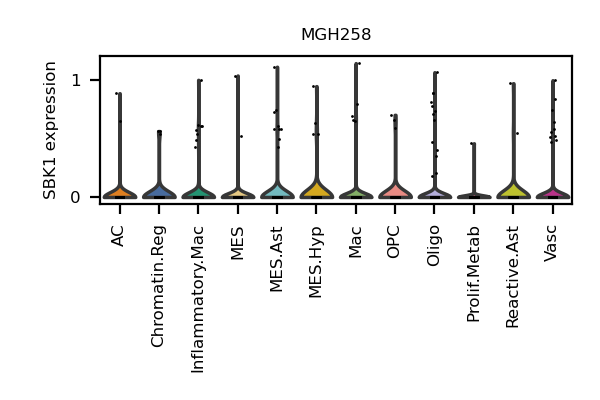 MGH258
SBK1 expression
1
0
AC
Chromatin.Reg
Inflammatory.Mac
MES
MES.Ast
MES.Hyp
Mac
OPC
Oligo
Prolif.Metab
Reactive.Ast
Vasc